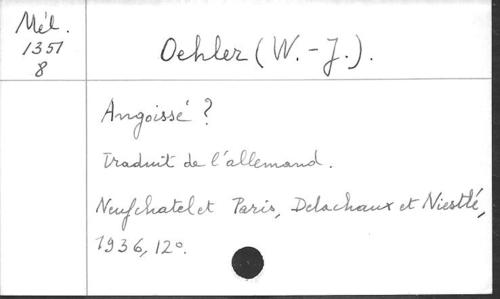 Mél.
1351
8
Oehler (W.-J.).
Angoissé ?
Traduit de l'allemand.
Neufchatel et Paris, Delachaux et Niestlé,
1936, 12°.